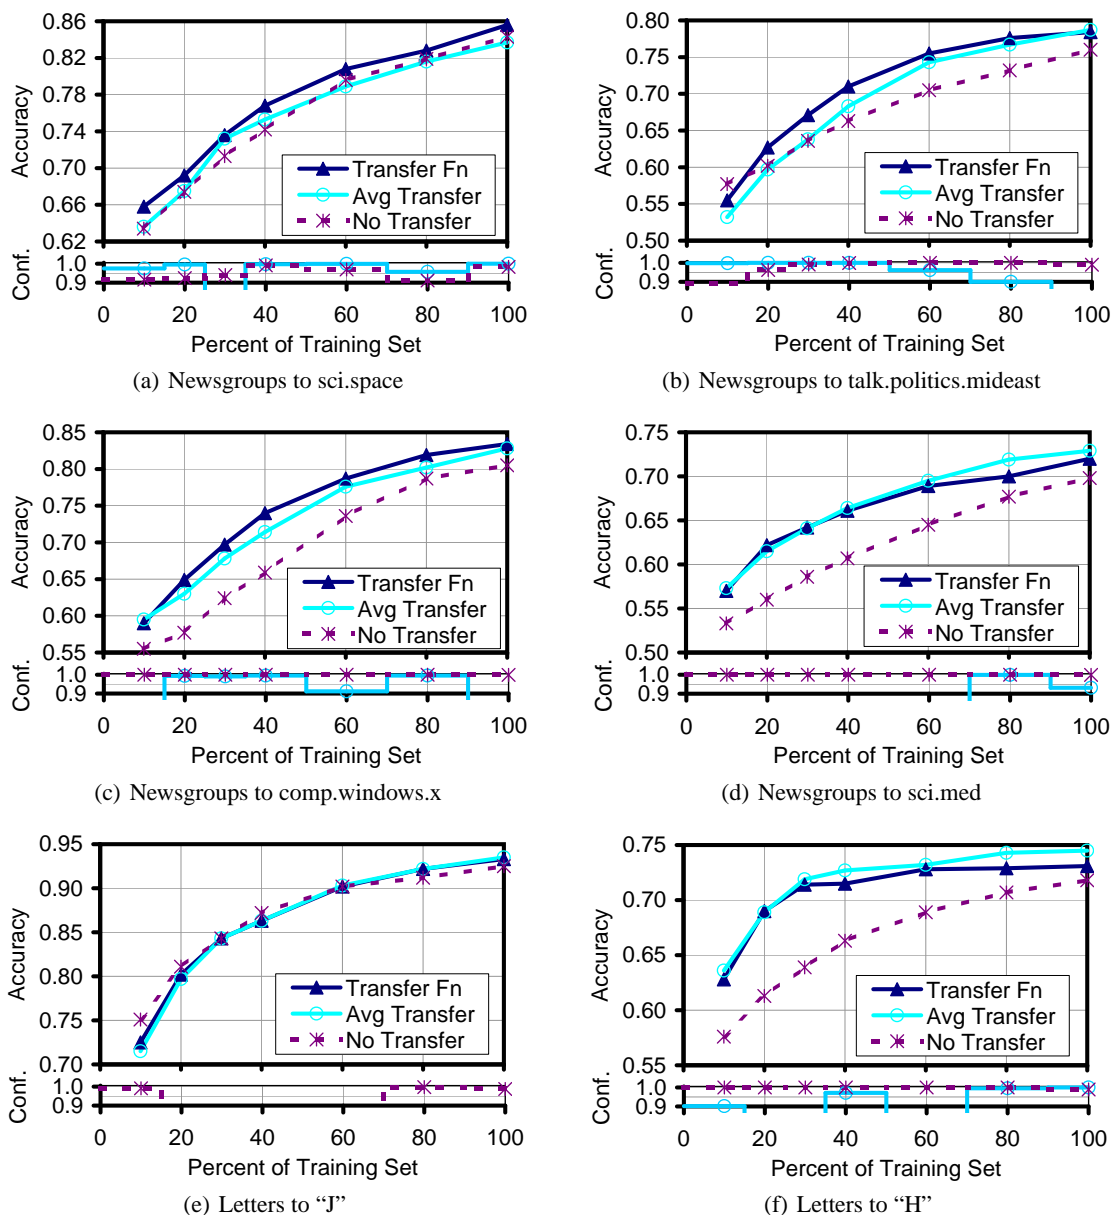 0.86
0.82
0.78
0.74
0.70
0.66
0.62
Accuracy
Transfer Fn
Avg Transfer
No Transfer
1.0
0.9
Conf.
0 20 40 60 80 100
Percent of Training Set
(a) Newsgroups to sci.space
0.80
0.75
0.70
0.65
0.60
0.55
0.50
Accuracy
Transfer Fn
Avg Transfer
No Transfer
1.0
0.9
Conf.
0 20 40 60 80 100
Percent of Training Set
(b) Newsgroups to talk.politics.mideast
0.85
0.80
0.75
0.70
0.65
0.60
0.55
Accuracy
Transfer Fn
Avg Transfer
No Transfer
1.0
0.9
Conf.
0 20 40 60 80 100
Percent of Training Set
(c) Newsgroups to comp.windows.x
0.75
0.70
0.65
0.60
0.55
0.50
Accuracy
Transfer Fn
Avg Transfer
No Transfer
1.0
0.9
Conf.
0 20 40 60 80 100
Percent of Training Set
(d) Newsgroups to sci.med
0.95
0.90
0.85
0.80
0.75
0.70
Accuracy
Transfer Fn
Avg Transfer
No Transfer
1.0
0.9
Conf.
0 20 40 60 80 100
Percent of Training Set
(e) Letters to “J”
0.75
0.70
0.65
0.60
0.55
Accuracy
Transfer Fn
Avg Transfer
No Transfer
1.0
0.9
Conf.
0 20 40 60 80 100
Percent of Training Set
(f) Letters to “H”